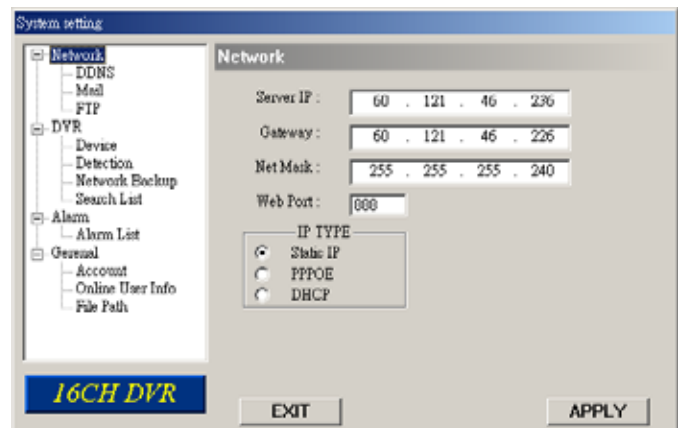 System setting
Network
DDNS
Mail
FTP
DVR
Device
Detection
Network Backup
Search List
Alarm
Alarm List
Gerenal
Account
Online User Info
File Path
16CH DVR
Network
Server IP : 60 . 121 . 46 . 236
Gateway : 60 . 121 . 46 . 226
Net Mask : 255 . 255 . 255 . 240
Web Port : 888
IP TYPE
Static IP
PPPOE
DHCP
EXIT
APPLY